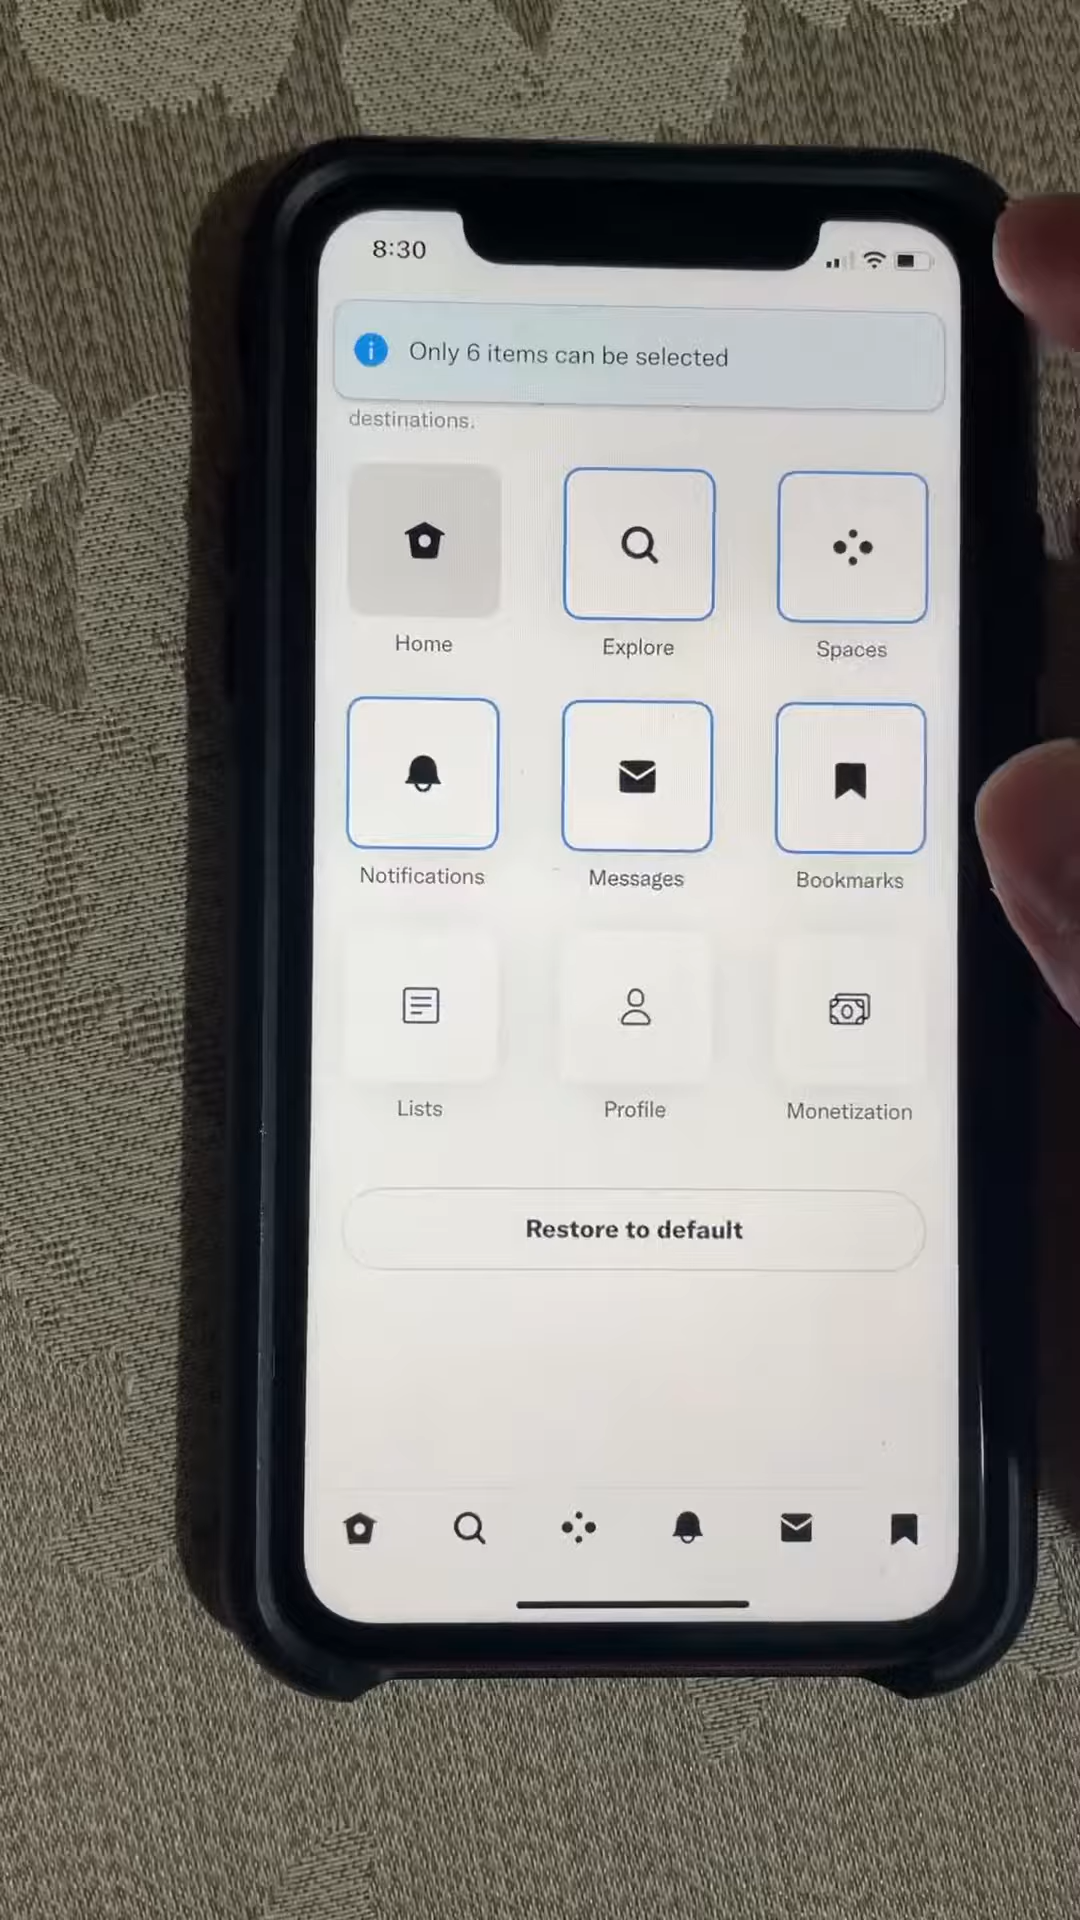 8:30
Only 6 items can be selected
destinations.
Home
Explore
Spaces
Notifications
Messages
Bookmarks
Lists
Profile
Monetization
Restore to default